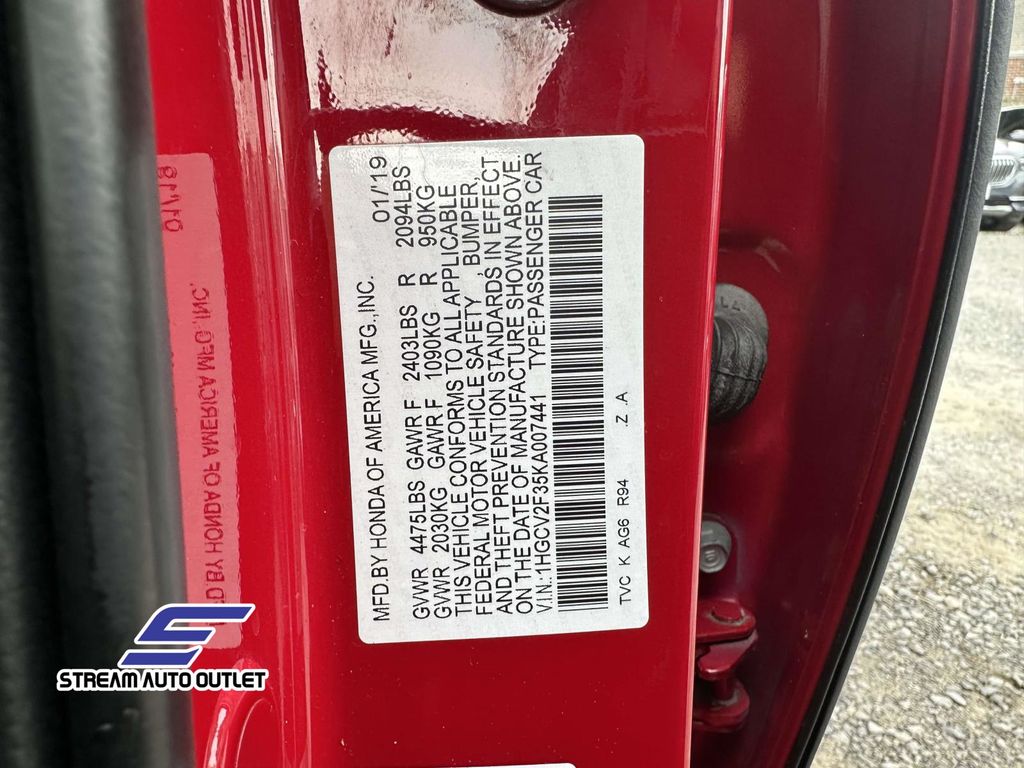 MFD.BY HONDA OF AMERICA MFG.,INC. 01/'19
GVWR 4475LBS GAWR F 2403LBS R 2094LBS
GVWR 2030KG GAWR F 1090KG R 950KG
THIS VEHICLE CONFORMS TO ALL APPLICABLE
FEDERAL MOTOR VEHICLE SAFETY, BUMPER,
AND THEFT PREVENTION STANDARDS IN EFFECT
ON THE DATE OF MANUFACTURE SHOWN ABOVE.
V.I.N.:1HGCV2F35KA007441 TYPE:PASSENGER CAR
TVC K AG6 R94 .Z A
STREAM AUTO OUTLET